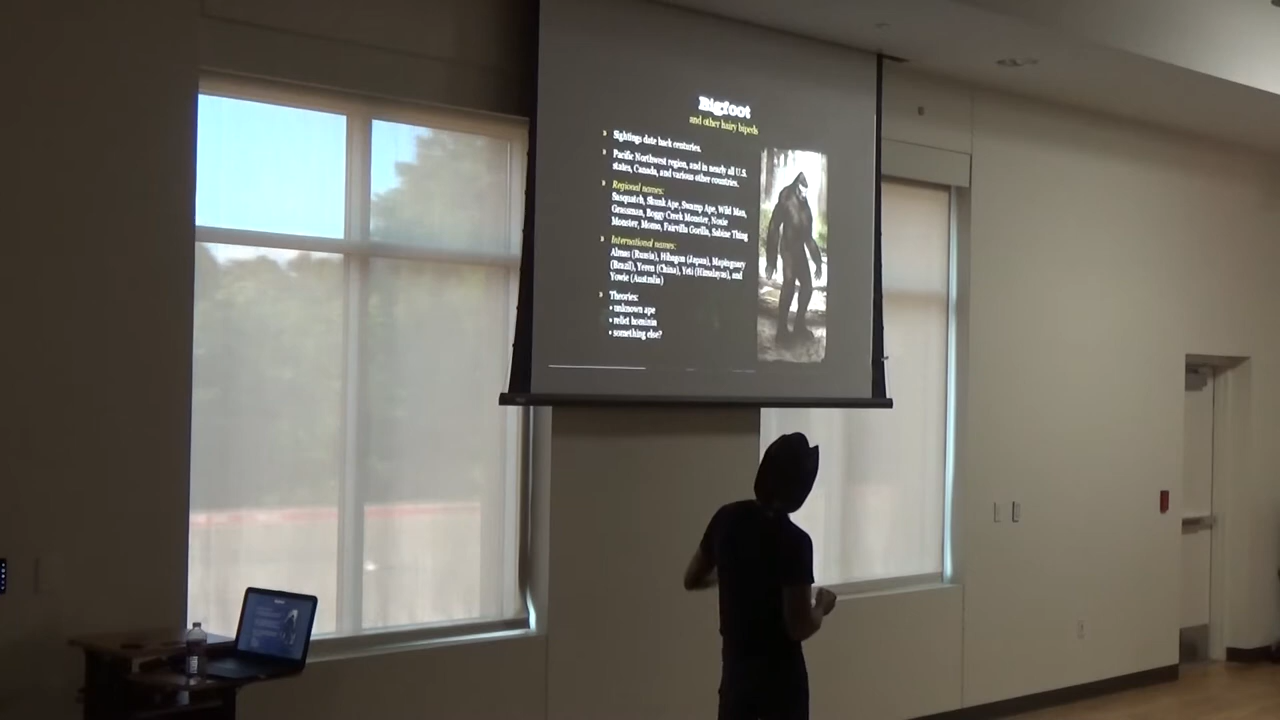 Bigfoot
and other hairy bipeds
» Sightings date back centuries.
» Pacific Northwest region, and in nearly all U.S.
states, Canada, and various other countries.
» Regional names:
Sasquatch, Skunk Ape, Swamp Ape, Wild Man,
Grassman, Boggy Creek Monster, Noxie
Monster, Momo, Fairvilla Gorilla, Sabine Thing
» International names:
Almas (Russia), Hibagon (Japan), Mapinguary
(Brazil), Yeren (China), Yeti (Himalayas), and
Yowie (Australia)
» Theories:
• unknown ape
• relict hominin
• something else?